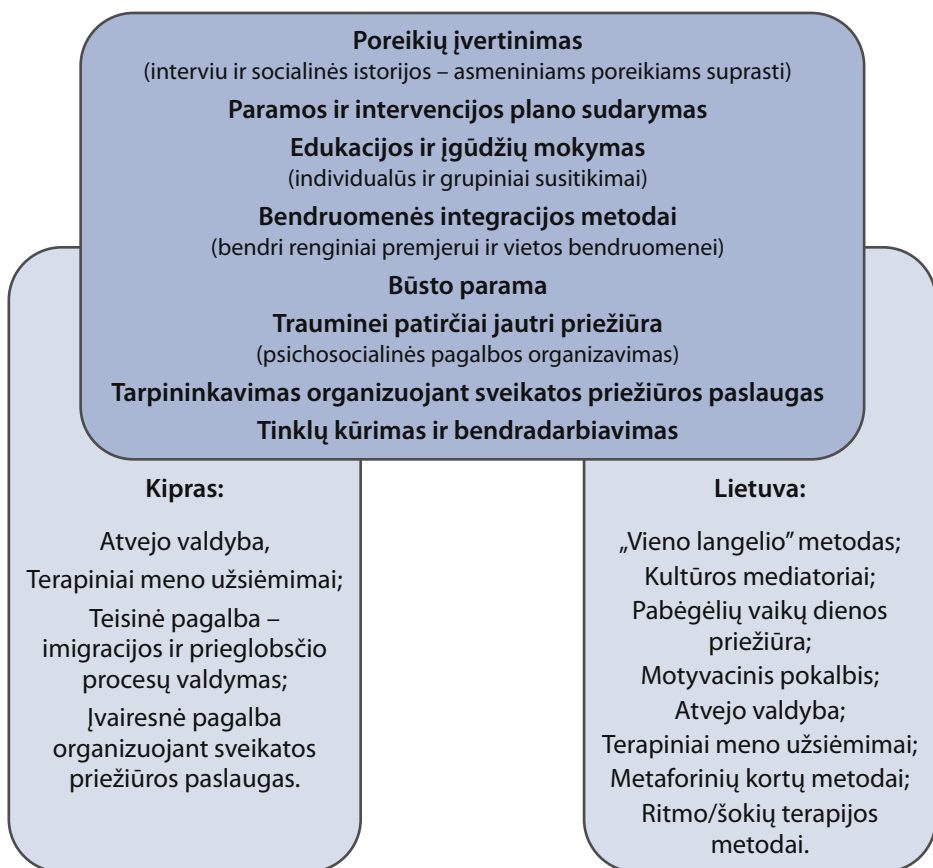 Poreikių įvertinimas
(interviu ir socialinės istorijos – asmeniniams poreikiams suprasti)
Paramos ir intervencijos plano sudarymas
Edukacijos ir įgūdžių mokymas
(individualūs ir grupiniai susitikimai)
Bendruomenės integracijos metodai
(bendri renginiai premjerui ir vietos bendruomenei)
Būsto parama
Trauminei patirčiai jautri priežiūra
(psichosocialinės pagalbos organizavimas)
Tarpininkavimas organizuojant sveikatos priežiūros paslaugas
Tinklų kūrimas ir bendradarbiavimas
Kipras:
Atvejo valdyba,
Terapiniai meno užsiėmimai;
Teisinė pagalba –
imigracijos ir prieglobsčio
procesų valdymas;
Įvairesnė pagalba
organizuojant sveikatos
priežiūros paslaugas.
Lietuva:
„Vieno langelio” metodas;
Kultūros mediatoriai;
Pabėgėlių vaikų dienos
priežiūra;
Motyvacinis pokalbis;
Atvejo valdyba;
Terapiniai meno užsiėmimai;
Metaforinių kortų metodai;
Ritmo/šokių terapijos
metodai.